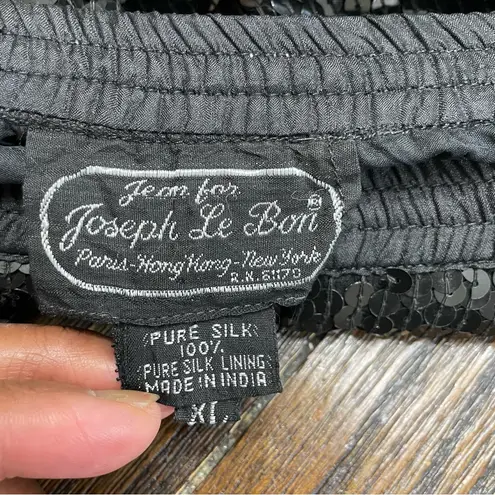 Jean for
Joseph Le Bon ®
Paris-Hong Kong-New York
R.N. 61170
PURE SILK
100%
PURE SILK LINING
MADE IN INDIA
XL